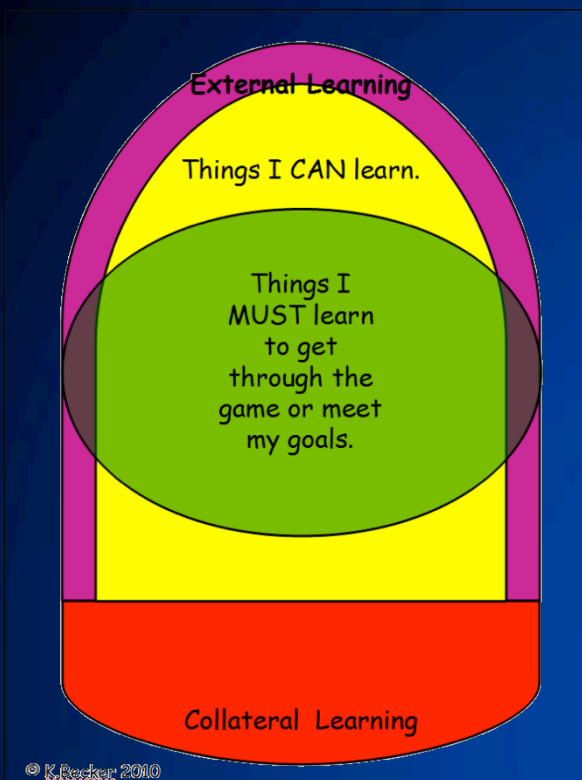 External Learning
Things I CAN learn.
Things I
MUST learn
to get
through the
game or meet
my goals.
Collateral Learning
© K.Becker 2010